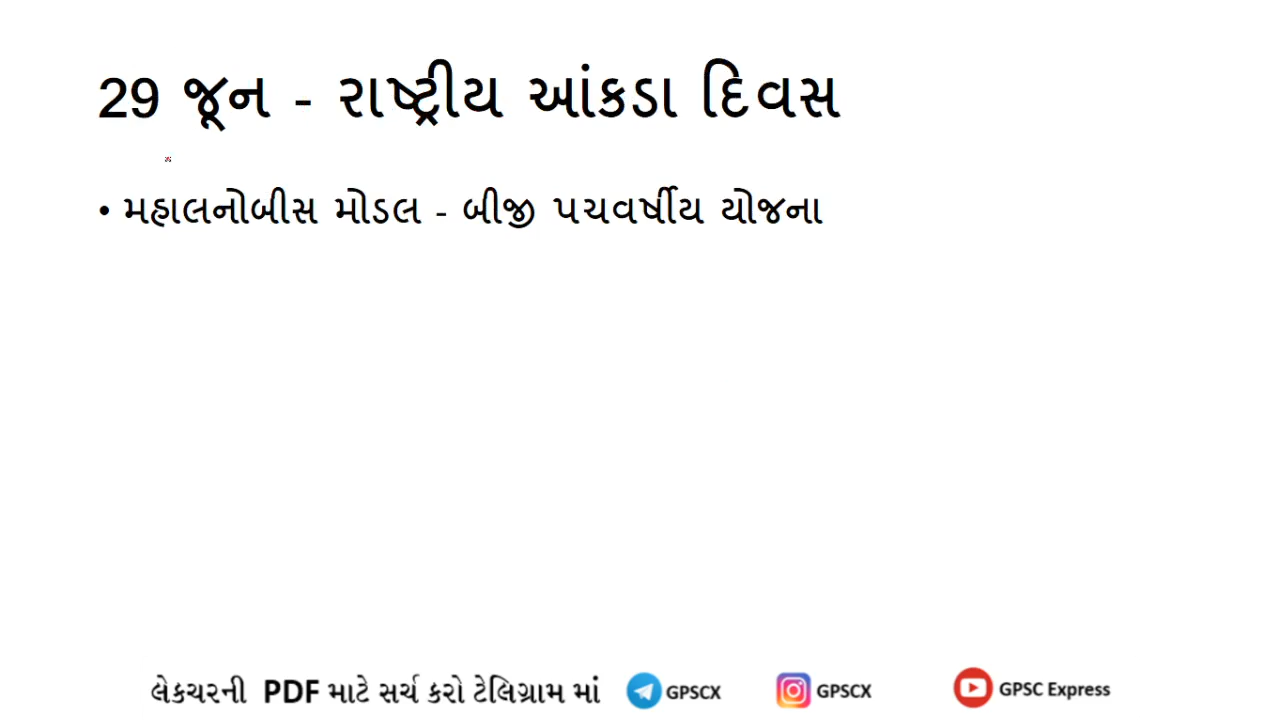 29 જૂન - રાષ્ટ્રીય આંકડા દિવસ
• મહાલનોબીસ મોડલ - બીજી પચવર્ષીય યોજના
લેકચરની PDF માટે સર્ચ કરો ટેલિગ્રામ માં GPSCX GPSCX GPSC Express